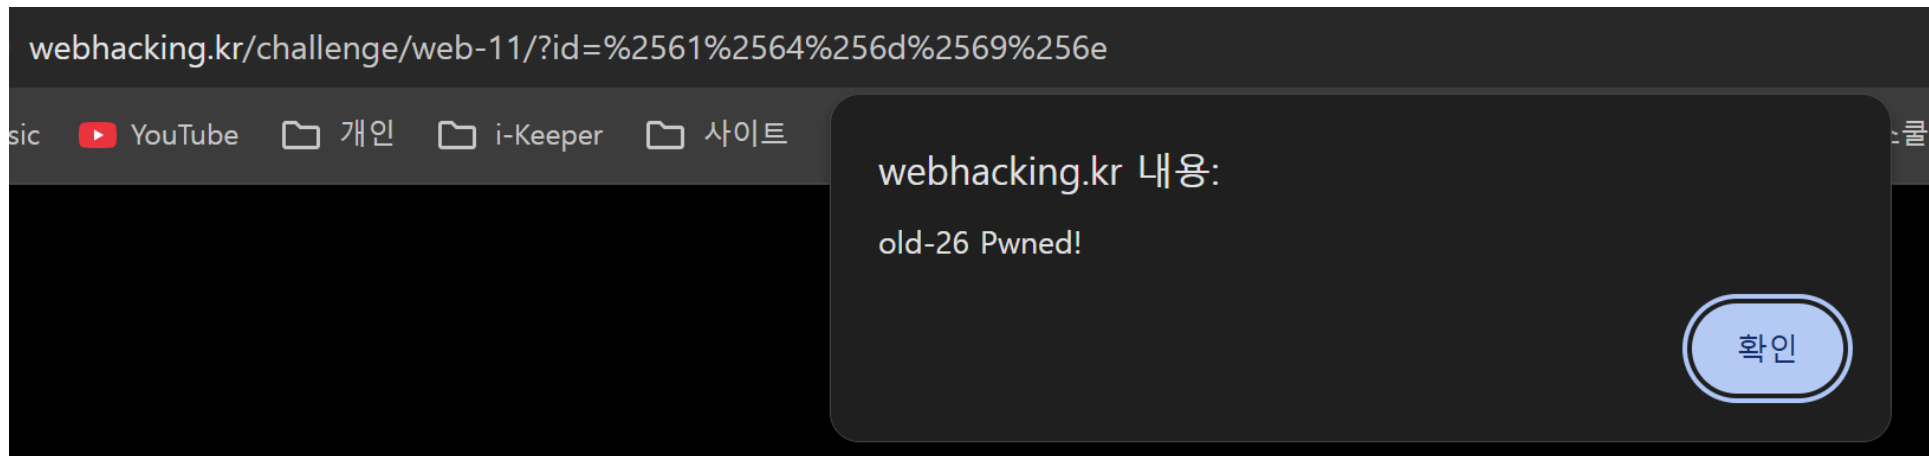 webhacking.kr/challenge/web-11/?id=%2561%2564%256d%2569%256e
sic YouTube 개인 i-Keeper 사이트
webhacking.kr 내용:
old-26 Pwned!
확인